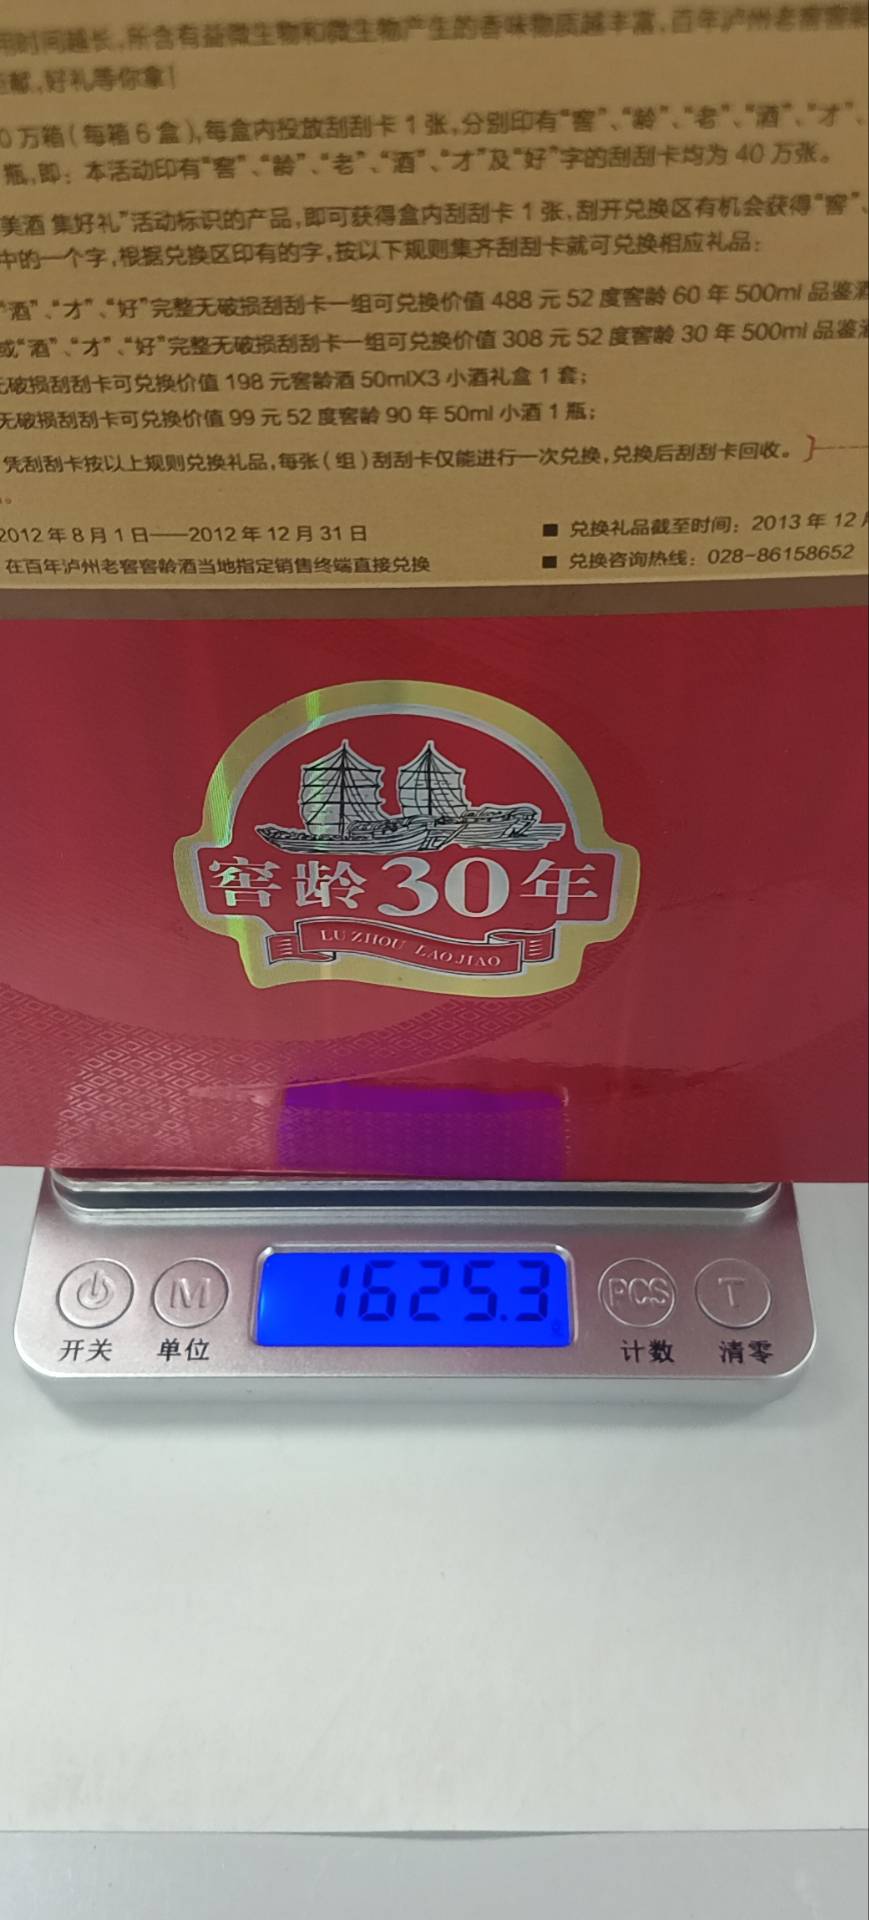 用时间越长,所含有益微生物和微生物产生的香味物质越丰富,百年泸州老窖窖龄
献,好礼等你拿!
0万箱(每箱6盒),每盒内投放刮刮卡1张,分别印有“窖”、“龄”、“老”、“酒”、“才”、
瓶,即:本活动印有“窖”、“龄”、“老”、“酒”、“才”及“好”字的刮刮卡均为40万张。
美酒 集好礼”活动标识的产品,即可获得盒内刮刮卡1张,刮开兑换区有机会获得“窖”、
中的一个字,根据兑换区印有的字,按以下规则集齐刮刮卡就可兑换相应礼品:
“酒”、“才”、“好”完整无破损刮刮卡一组可兑换价值488元52度窖龄60年500ml品鉴酒
或“酒”、“才”、“好”完整无破损刮刮卡一组可兑换价值308元52度窖龄30年500ml品鉴酒
无破损刮刮卡可兑换价值198元窖龄酒50mlX3小酒礼盒1套;
无破损刮刮卡可兑换价值99元52度窖龄90年50ml小酒1瓶;
凭刮刮卡按以上规则兑换礼品,每张(组)刮刮卡仅能进行一次兑换,兑换后刮刮卡回收。}
。
2012年8月1日——2012年12月31日
■ 兑换礼品截至时间:2013年12月
在百年泸州老窖窖龄酒当地指定销售终端直接兑换
■ 兑换咨询热线:028-86158652
窖龄30年
LUZHOU LAOJIAO
1625.3
M
PCS
T
开关
单位
计数
清零